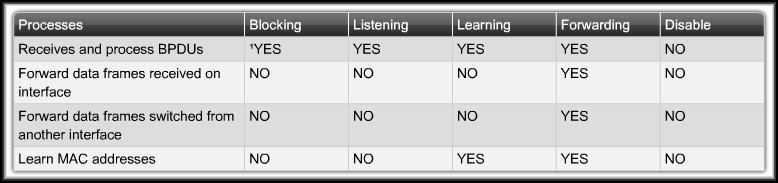 Processes Blocking Listening Learning Forwarding Disable
Receives and process BPDUs ¹YES YES YES YES NO
Forward data frames received on
interface NO NO NO YES NO
Forward data frames switched from
another interface NO NO NO YES NO
Learn MAC addresses NO NO YES YES NO